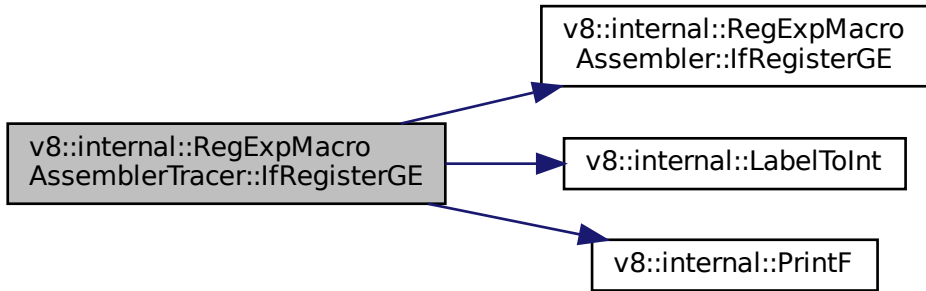 v8::internal::RegExpMacro
AssemblerTracer::IfRegisterGE
v8::internal::RegExpMacro
Assembler::IfRegisterGE
v8::internal::LabelToInt
v8::internal::PrintF